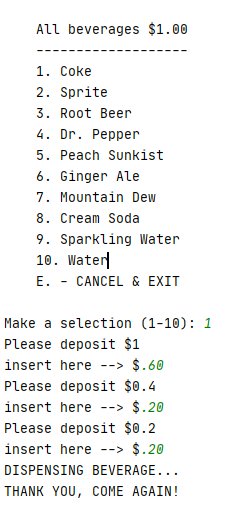 All beverages $1.00
-------------------
1. Coke
2. Sprite
3. Root Beer
4. Dr. Pepper
5. Peach Sunkist
6. Ginger Ale
7. Mountain Dew
8. Cream Soda
9. Sparkling Water
10. Water
E. - CANCEL & EXIT

Make a selection (1-10): 1
Please deposit $1
insert here --> $.60
Please deposit $0.4
insert here --> $.20
Please deposit $0.2
insert here --> $.20
DISPENSING BEVERAGE...
THANK YOU, COME AGAIN!